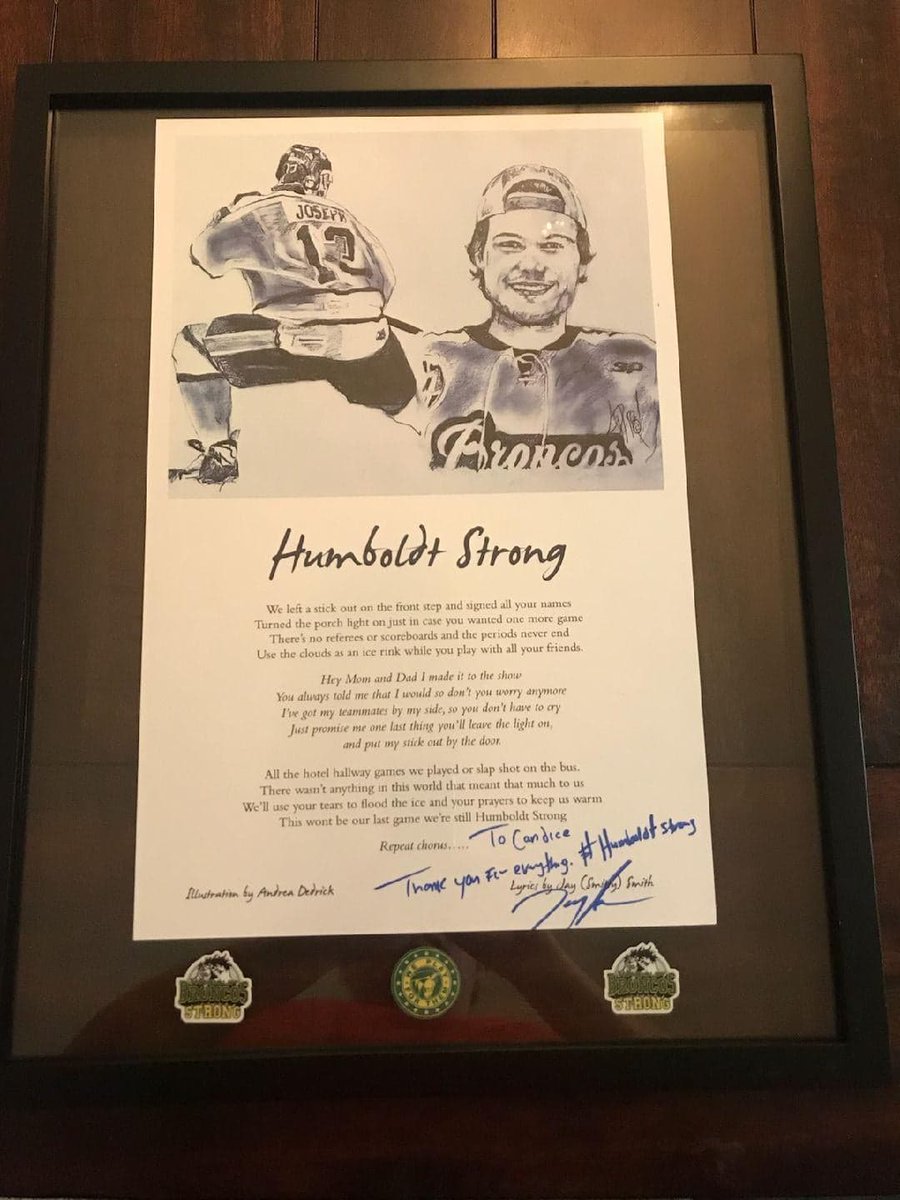 JOSEPH
12
Broncos
Humboldt Strong
We left a stick out on the front step and signed all your names
Turned the porch light on just in case you wanted one more game
There's no referees or scoreboards and the periods never end
Use the clouds as an ice rink while you play with all your friends.
Hey Mom and Dad I made it to the show
You always told me that I would so don't you worry anymore
I've got my teammates by my side, so you don't have to cry
Just promise me one last thing you'll leave the light on,
and put my stick out by the door.
All the hotel hallway games we played or slap shot on the bus.
There wasn't anything in this world that meant that much to us
We'll use your tears to flood the ice and your prayers to keep us warm
This wont be our last game we're still Humboldt Strong
Repeat chorus.....
To Candice
Thank you For everything. #Humboldtstrong
Illustration by Andrea Dedrick
Lyrics by Jay (Smitty) Smith
BRONCOS
STRONG
BRONCOS
STRONG